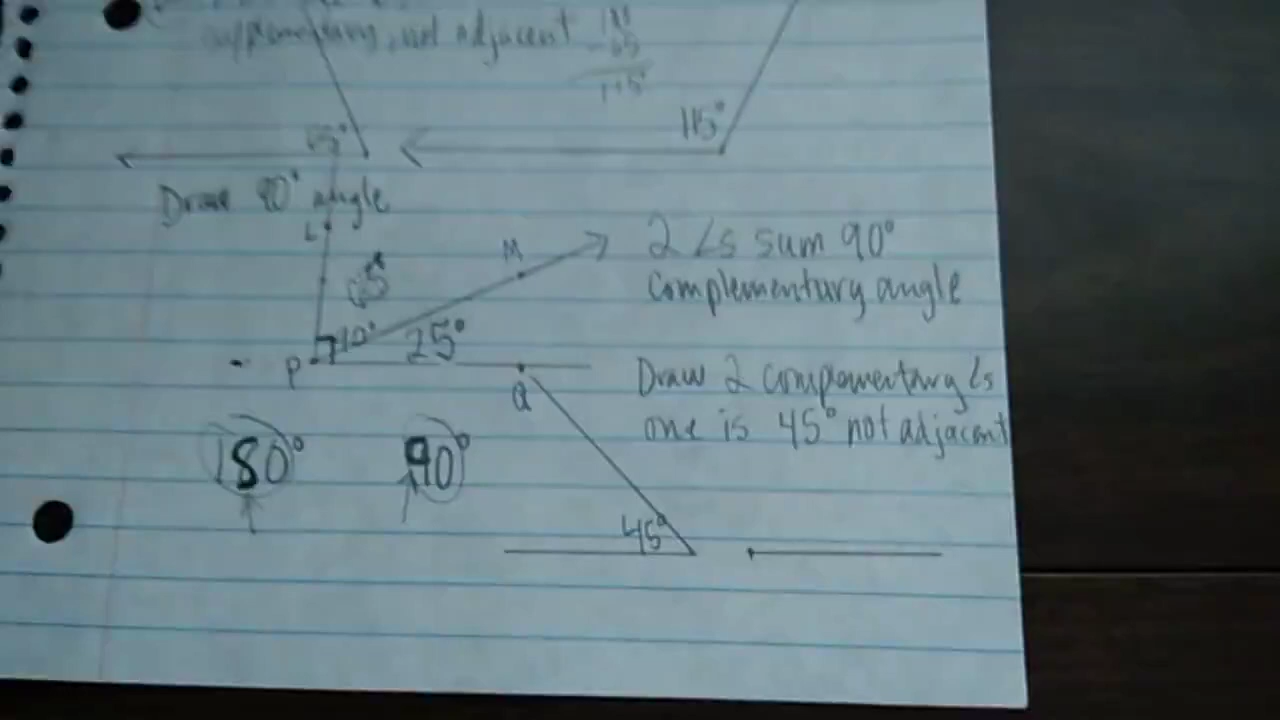 not adjacent
115°
Draw 90° angle
L
M
2 ∠s sum 90°
complementary angle
65°
10°
25°
P
Q
Draw 2 complementary ∠s
one is 45° not adjacent
180°
90°
45°